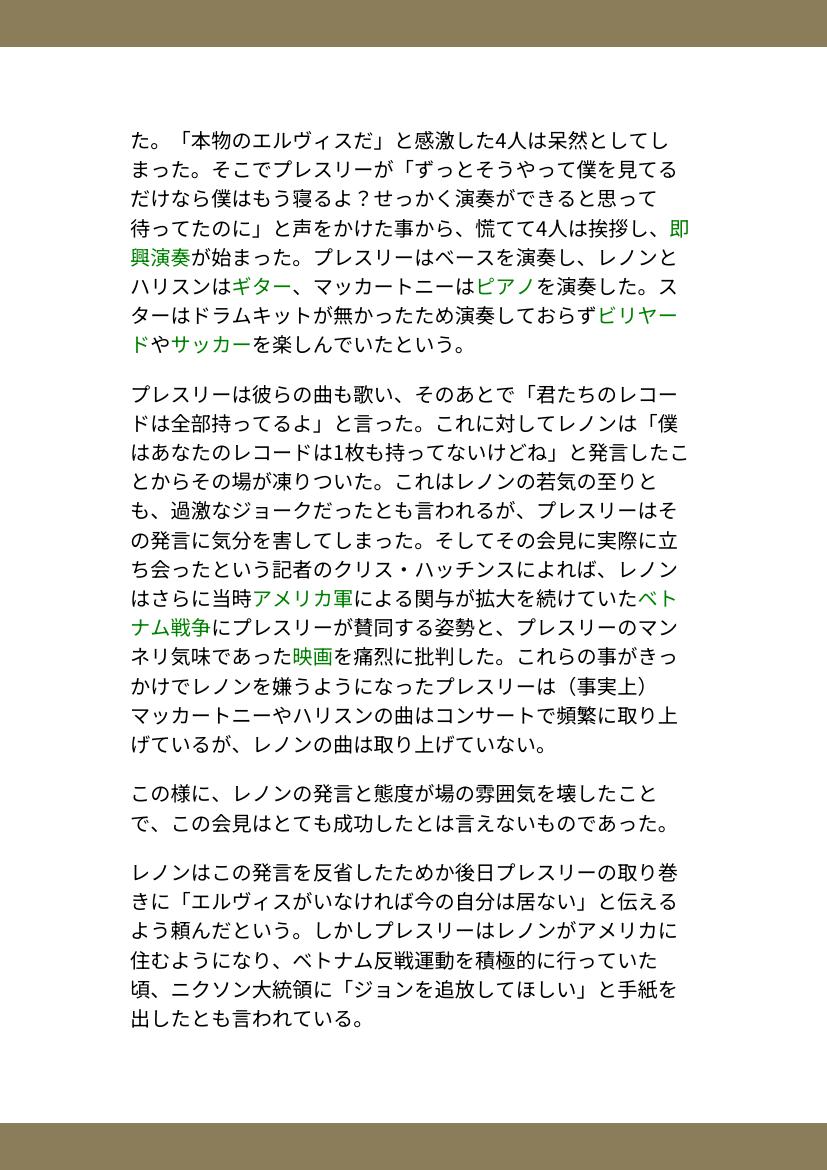 た。「本物のエルヴィスだ」と感激した4人は呆然としてし
まった。そこでプレスリーが「ずっとそうやって僕を見てる
だけなら僕はもう寝るよ？せっかく演奏ができると思って
待ってたのに」と声をかけた事から、慌てて4人は挨拶し、即
興演奏が始まった。プレスリーはベースを演奏し、レノンと
ハリスンはギター、マッカートニーはピアノを演奏した。ス
ターはドラムキットが無かったため演奏しておらずビリヤー
ドやサッカーを楽しんでいたという。
プレスリーは彼らの曲も歌い、そのあとで「君たちのレコー
ドは全部持ってるよ」と言った。これに対してレノンは「僕
はあなたのレコードは1枚も持ってないけどね」と発言したこ
とからその場が凍りついた。これはレノンの若気の至りと
も、過激なジョークだったとも言われるが、プレスリーはそ
の発言に気分を害してしまった。そしてその会見に実際に立
ち会ったという記者のクリス・ハッチンスによれば、レノン
はさらに当時アメリカ軍による関与が拡大を続けていたベト
ナム戦争にプレスリーが賛同する姿勢と、プレスリーのマン
ネリ気味であった映画を痛烈に批判した。これらの事がきっ
かけでレノンを嫌うようになったプレスリーは（事実上）
マッカートニーやハリスンの曲はコンサートで頻繁に取り上
げているが、レノンの曲は取り上げていない。
この様に、レノンの発言と態度が場の雰囲気を壊したこと
で、この会見はとても成功したとは言えないものであった。
レノンはこの発言を反省したためか後日プレスリーの取り巻
きに「エルヴィスがいなければ今の自分は居ない」と伝える
よう頼んだという。しかしプレスリーはレノンがアメリカに
住むようになり、ベトナム反戦運動を積極的に行っていた
頃、ニクソン大統領に「ジョンを追放してほしい」と手紙を
出したとも言われている。